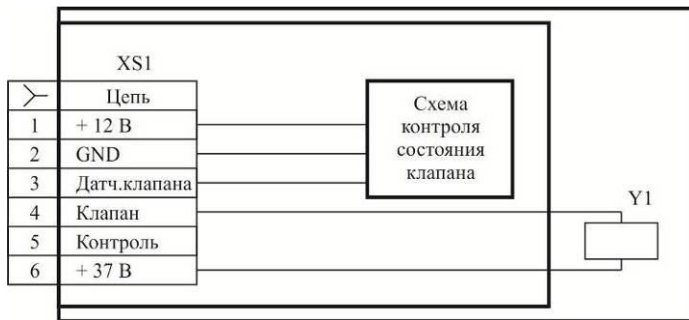 XS1
Цепь
1 + 12 В
2 GND
3 Датч.клапана
4 Клапан
5 Контроль
6 + 37 В
Схема
контроля
состояния
клапана
Y1